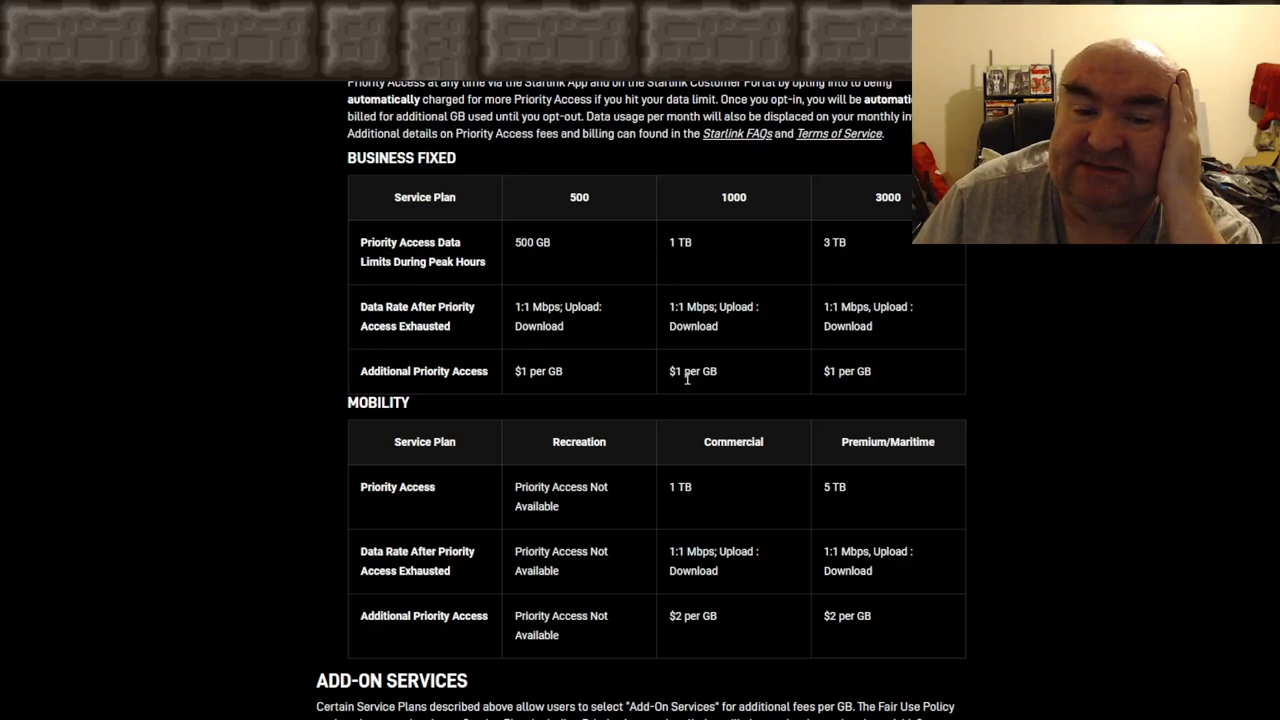 Priority Access at any time via the Starlink App and on the Starlink Customer Portal by opting into to being
automatically charged for more Priority Access if you hit your data limit. Once you opt-in, you will be
billed for additional GB used until you opt-out. Data usage per month will also be displaced on your monthly
Additional details on Priority Access fees and billing can found in the Starlink FAQs and Terms of Service.
BUSINESS FIXED
Service Plan 500 1000 3000
Priority Access Data 500 GB 1 TB 3 TB
Limits During Peak Hours
Data Rate After Priority 1:1 Mbps; Upload: 1:1 Mbps; Upload : 1:1 Mbps, Upload :
Access Exhausted Download Download Download
Additional Priority Access $1 per GB $1 per GB $1 per GB
MOBILITY
Service Plan Recreation Commercial Premium/Maritime
Priority Access Priority Access Not 1 TB 5 TB
Available
Data Rate After Priority Priority Access Not 1:1 Mbps; Upload : 1:1 Mbps, Upload :
Access Exhausted Available Download Download
Additional Priority Access Priority Access Not $2 per GB $2 per GB
Available
ADD-ON SERVICES
Certain Service Plans described above allow users to select "Add-On Services" for additional fees per GB. The Fair Use Policy